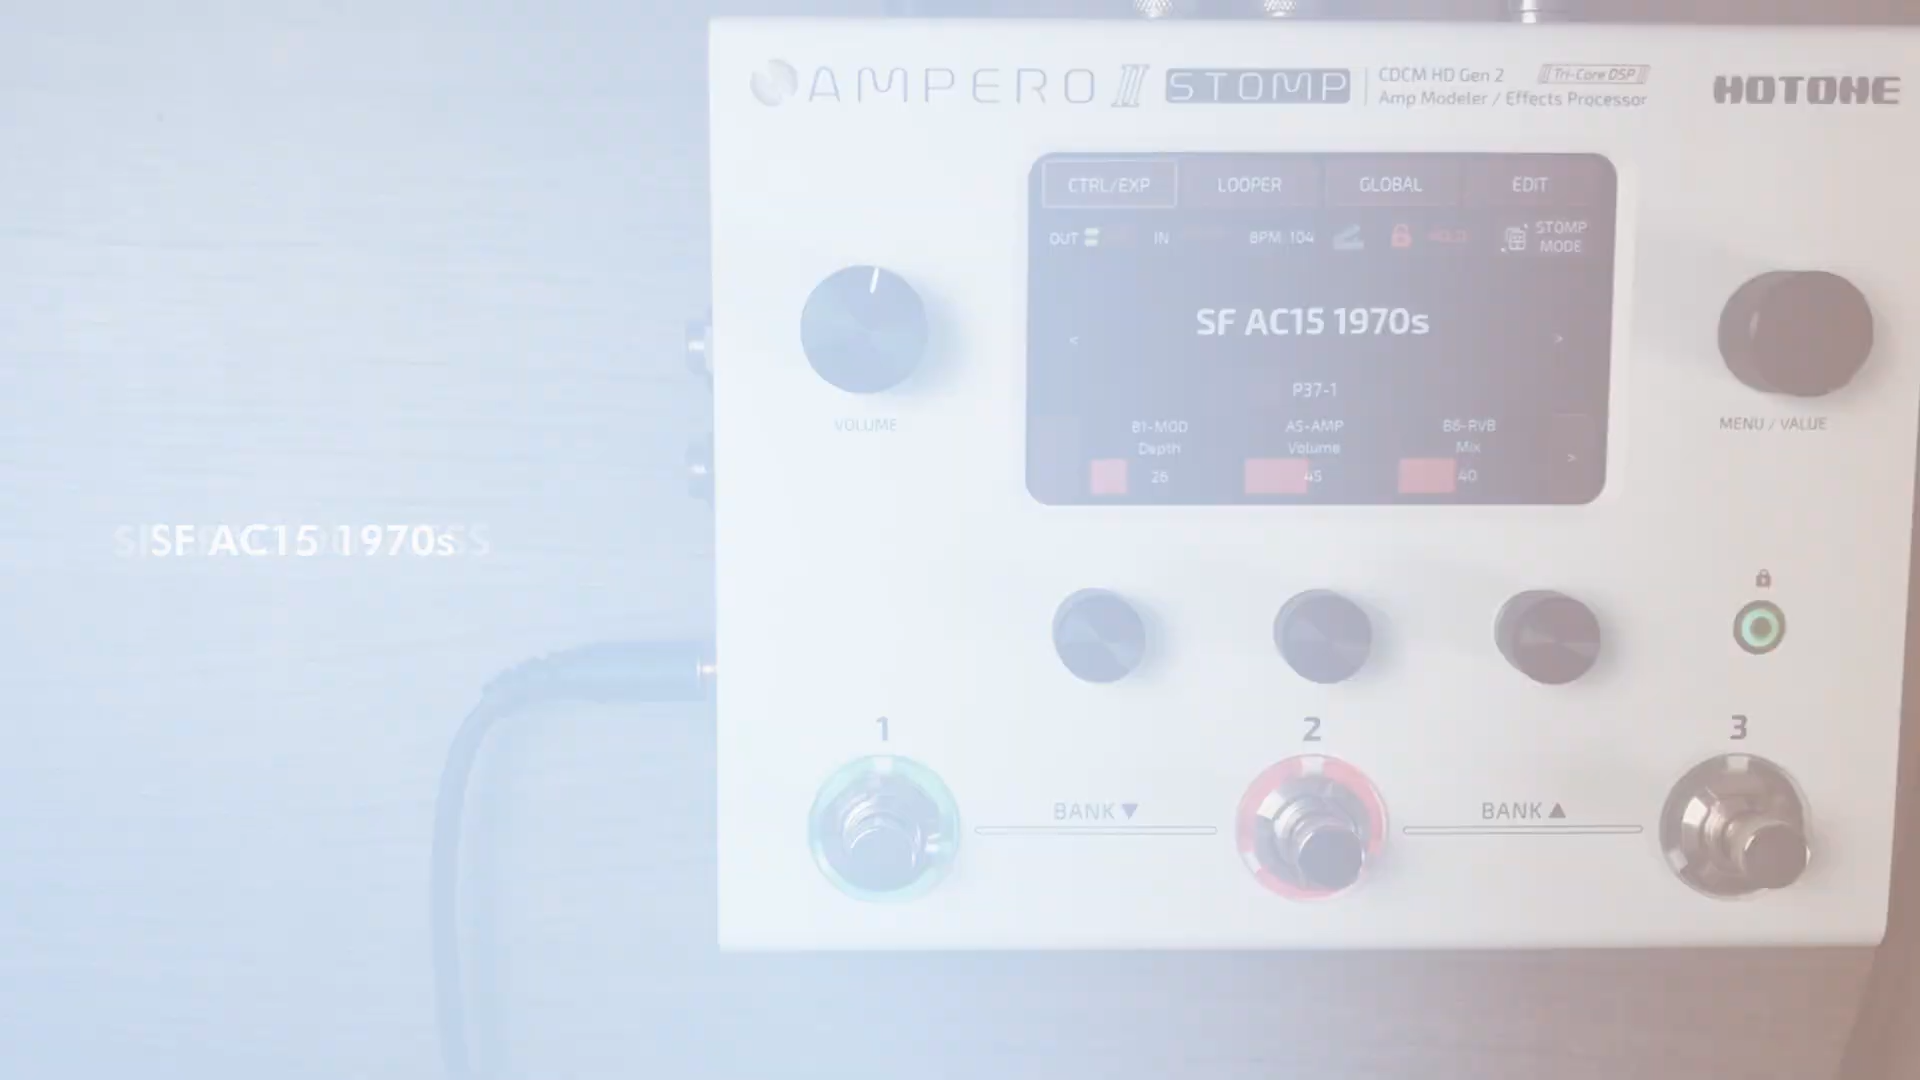 AMPERO II STOMP
CDCM HD Gen 2
Tri-Core DSP
Amp Modeler / Effects Processor
HOTONE
CTRL/EXP
LOOPER
GLOBAL
EDIT
OUT
IN
BPM 104
HOLD
STOMP
MODE
<
SF AC15 1970s
>
P37-1
B1-MOD
Depth
26
A5-AMP
Volume
45
B6-RVB
Mix
40
>
VOLUME
MENU / VALUE
SF AC15 1970s
1
2
3
BANK ▼
BANK ▲